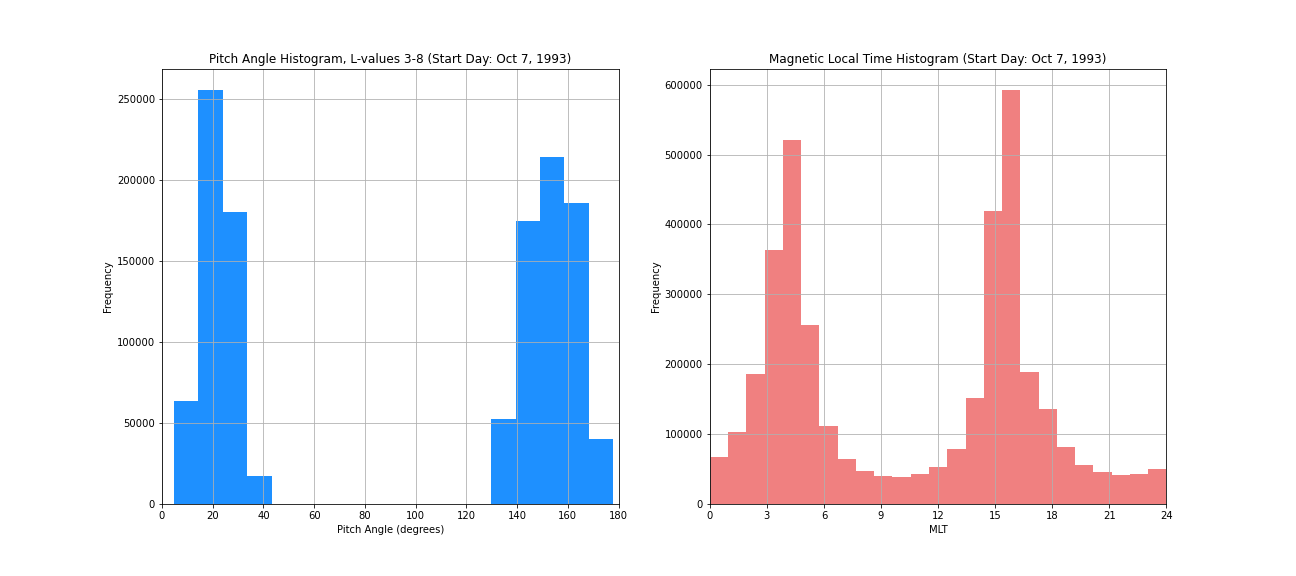 Pitch Angle Histogram, L-values 3-8 (Start Day: Oct 7, 1993)
250000
200000
150000
100000
50000
0
Frequency
0 20 40 60 80 100 120 140 160 180
Pitch Angle (degrees)
Magnetic Local Time Histogram (Start Day: Oct 7, 1993)
600000
500000
400000
300000
200000
100000
0
Frequency
0 3 6 9 12 15 18 21 24
MLT